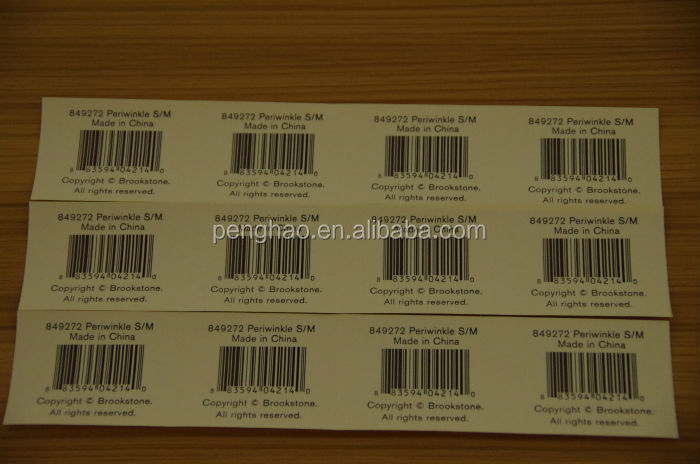 849272 Periwinkle S/M 849272 Periwinkle S/M 849272 Periwinkle S/M 849272 Periwinkle S/M
Made in China Made in China Made in China Made in China
8 83594 04214 0 8 83594 04214 0 8 83594 04214 0 8 83594 04214 0
Copyright © Brookstone. Copyright © Brookstone. Copyright © Brookstone. Copyright © Brookstone.
All rights reserved. All rights reserved. All rights reserved. All rights reserved.
849272 Periwinkle S/M 849272 Periwinkle S/M 849272 Periwinkle S/M 849272 Periwinkle S/M
penghao.en.alibaba.com
Made in China Made in China Made in China Made in China
8 83594 04214 0 8 83594 04214 0 8 83594 04214 0 8 83594 04214 0
Copyright © Brookstone. Copyright © Brookstone. Copyright © Brookstone. Copyright © Brookstone.
All rights reserved. All rights reserved. All rights reserved. All rights reserved.
849272 Periwinkle S/M 849272 Periwinkle S/M 849272 Periwinkle S/M 849272 Periwinkle S/M
Made in China Made in China Made in China Made in China
8 83594 04214 0 8 83594 04214 0 8 83594 04214 0 8 83594 04214 0
Copyright © Brookstone. Copyright © Brookstone. Copyright © Brookstone. Copyright © Brookstone.
All rights reserved. All rights reserved. All rights reserved. All rights reserved.